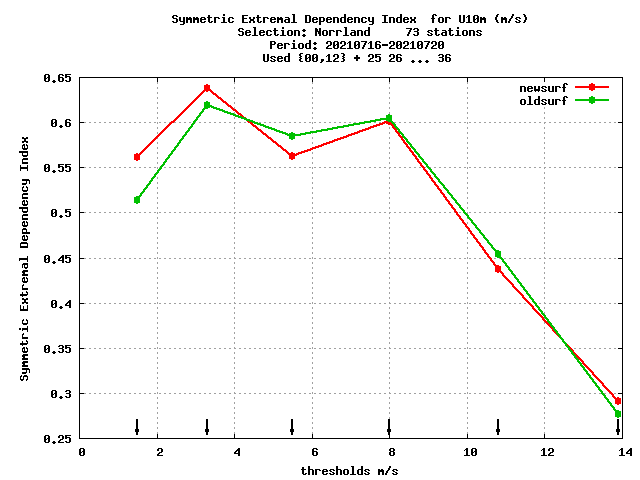 Symmetric Extremal Dependency Index  for U10m (m/s)
Selection: Norrland     73 stations
Period: 20210716-20210720
Used {00,12} + 25 26 ... 36
0.65
0.6
0.55
0.5
0.45
0.4
0.35
0.3
0.25
Symmetric Extremal Dependency Index
newsurf
oldsurf
0 2 4 6 8 10 12 14
thresholds m/s